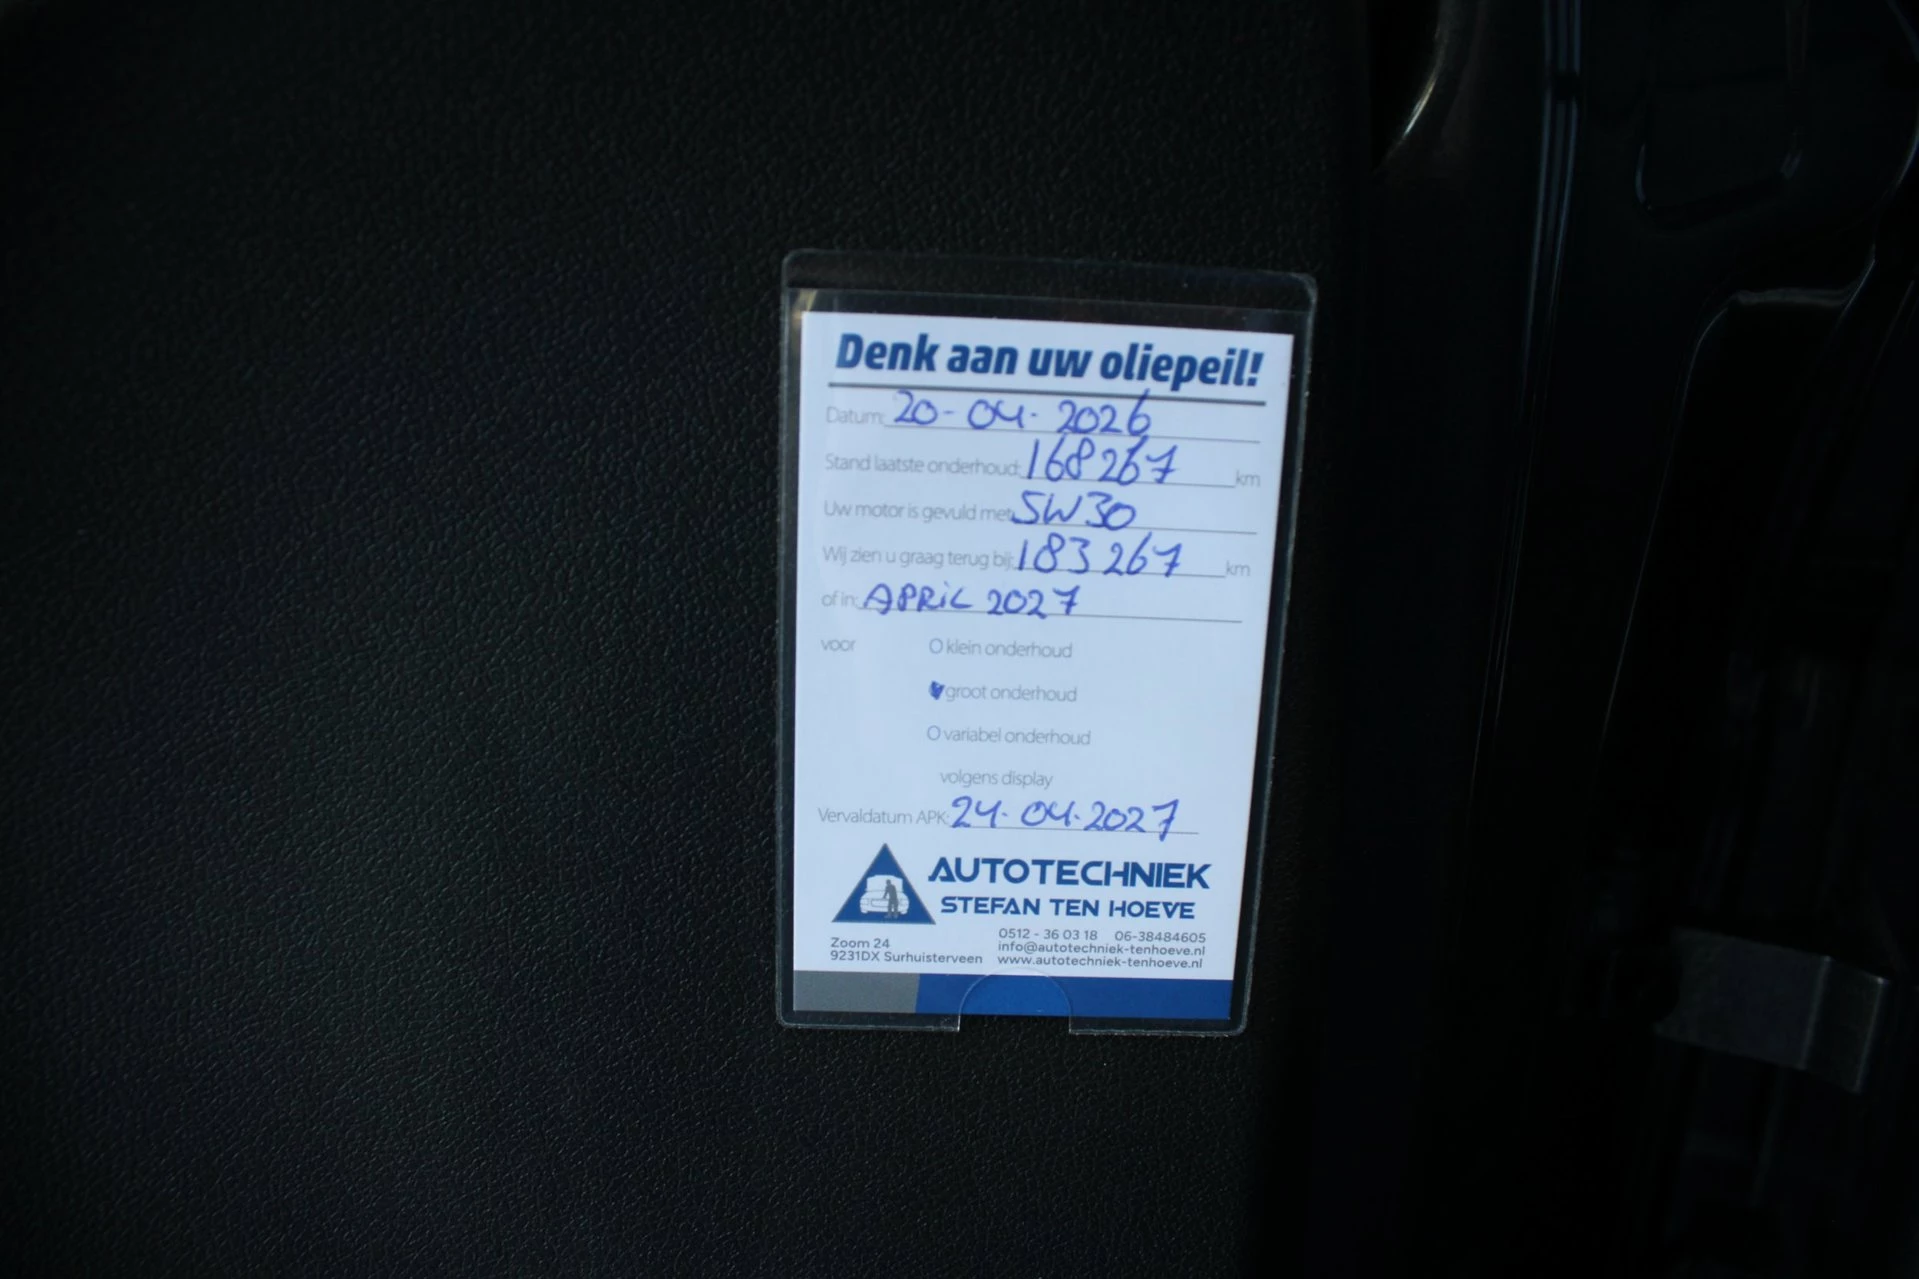 Denk aan uw oliepeil!
Datum: 20-04-2026
Stand laatste onderhoud: 168267 km
Uw motor is gevuld met: 5W30
Wij zien u graag terug bij: 183267 km
of in: APRIL 2027
voor O klein onderhoud
groot onderhoud
O variabel onderhoud
volgens display
Vervaldatum APK: 24-04-2027
AUTOTECHNIEK
STEFAN TEN HOEVE
Zoom 24
9231DX Surhuisterveen
0512 - 36 03 18 06-38484605
info@autotechniek-tenhoeve.nl
www.autotechniek-tenhoeve.nl